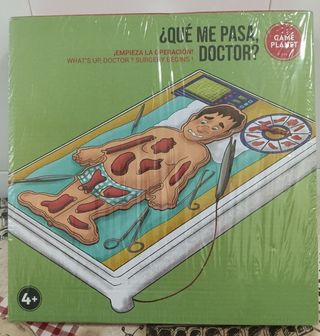 ¿QUÉ ME PASA,
¡EMPIEZA LA OPERACIÓN! DOCTOR?
WHAT'S UP, DOCTOR? SURGERY BEGINS!
GAME
PLANET
4+